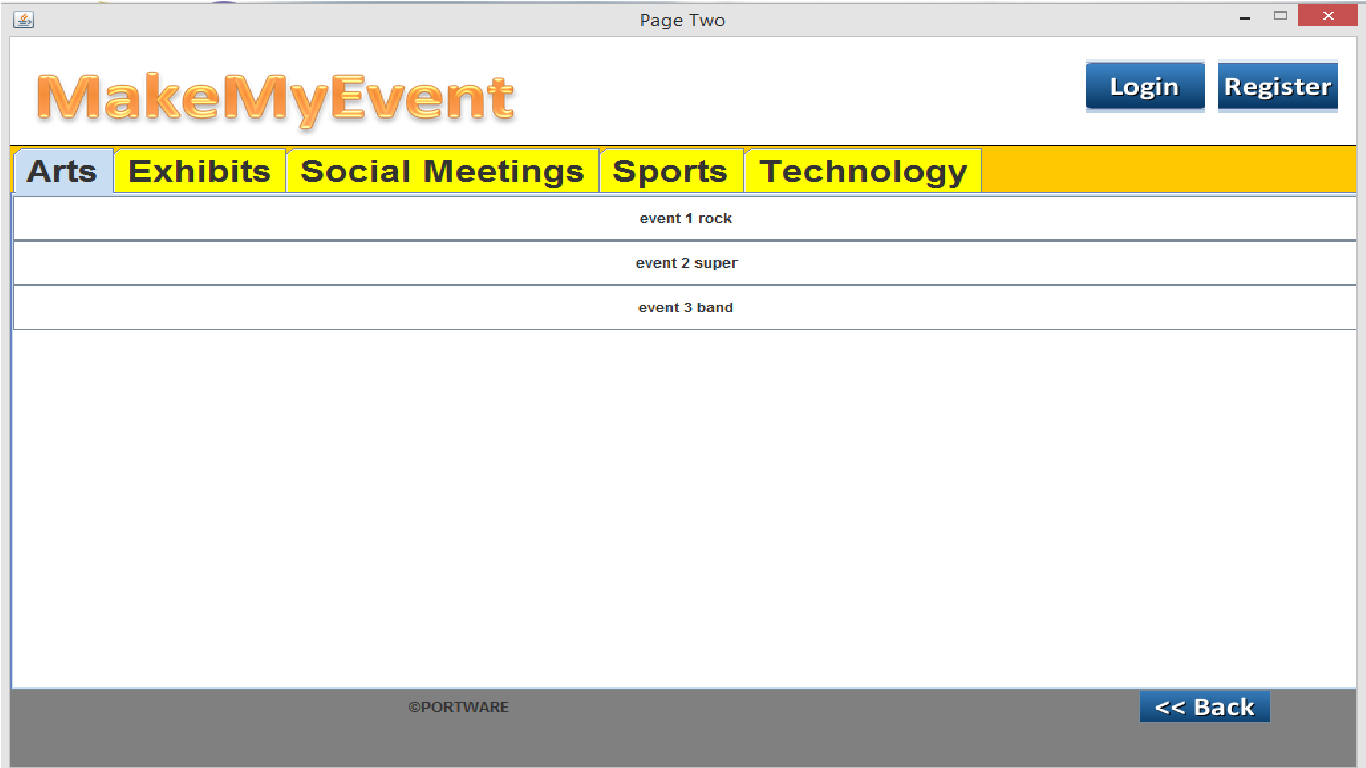 Page Two
MakeMyEvent
Login Register
Arts Exhibits Social Meetings Sports Technology
event 1 rock
event 2 super
event 3 band
©PORTWARE
<< Back